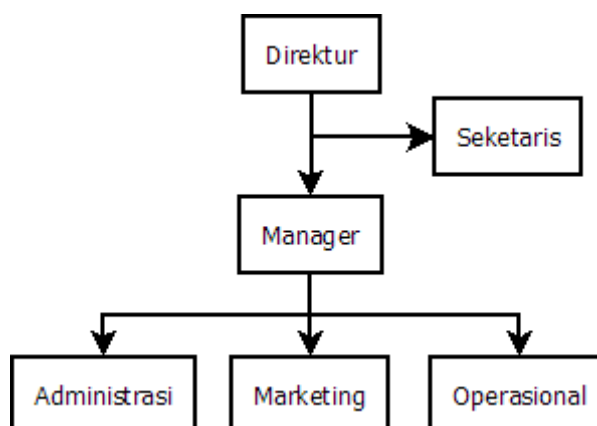 Direktur
Seketaris
Manager
Administrasi
Marketing
Operasional